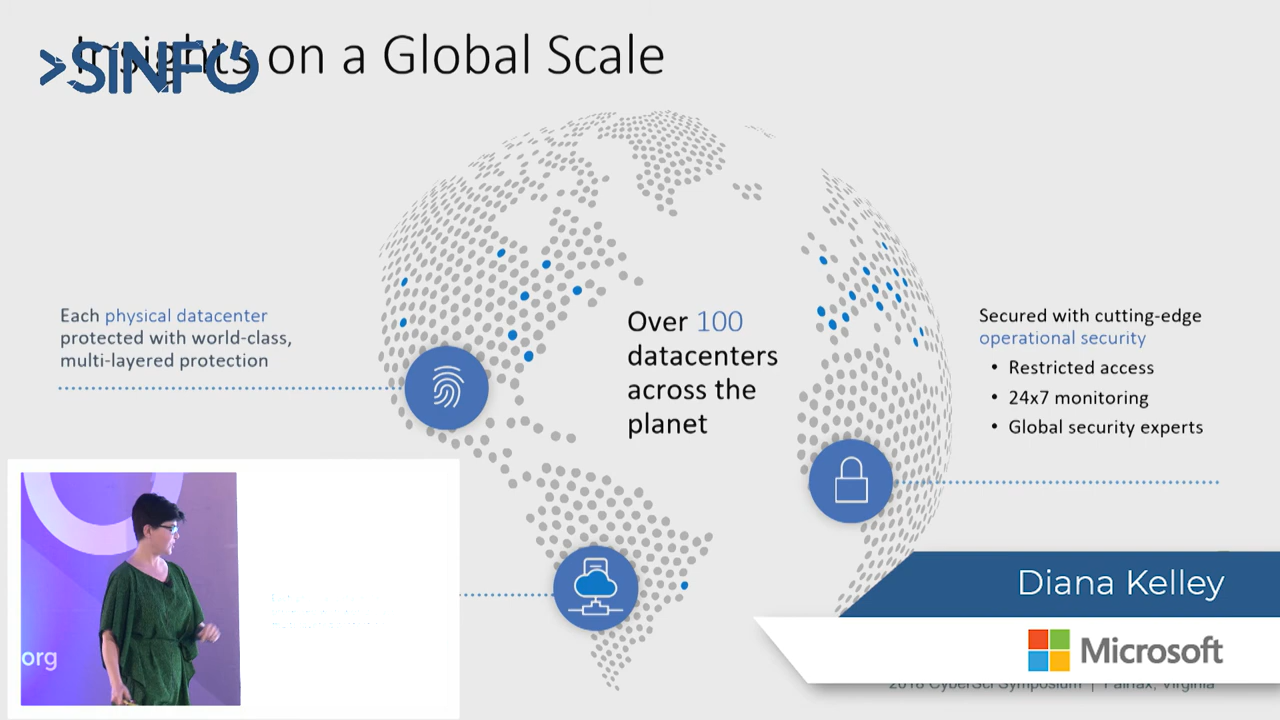 Insights on a Global Scale
>SINFO
Each physical datacenter
protected with world-class,
multi-layered protection
Over 100
datacenters
across the
planet
Secured with cutting-edge
operational security
• Restricted access
• 24x7 monitoring
• Global security experts
org
Diana Kelley
Microsoft
2018 CyberSci Symposium | Fairfax, Virginia